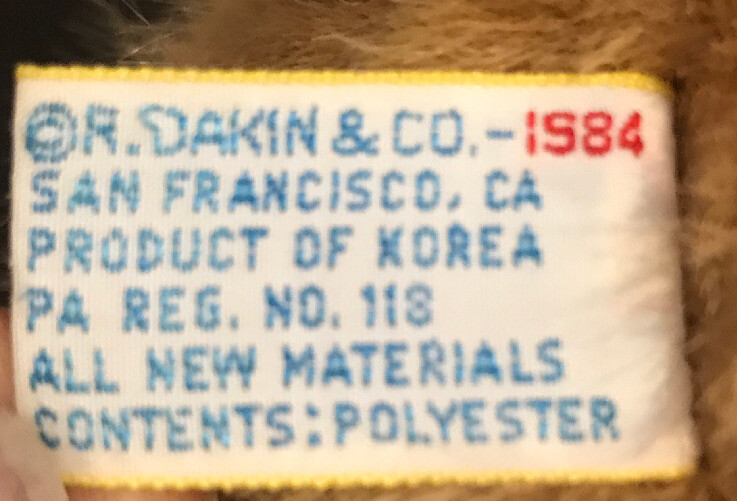 ©R. DAKIN & CO.-1984
SAN FRANCISCO, CA
PRODUCT OF KOREA
PA REG. NO. 118
ALL NEW MATERIALS
CONTENTS: POLYESTER